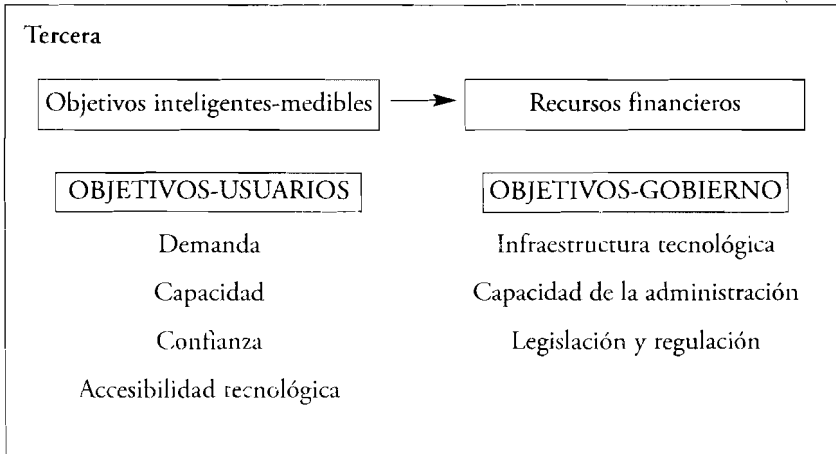 Tercera
Objetivos inteligentes-medibles
Recursos financieros
OBJETIVOS-USUARIOS
Demanda
Capacidad
Confianza
Accesibilidad tecnológica
OBJETIVOS-GOBIERNO
Infraestructura tecnológica
Capacidad de la administración
Legislación y regulación